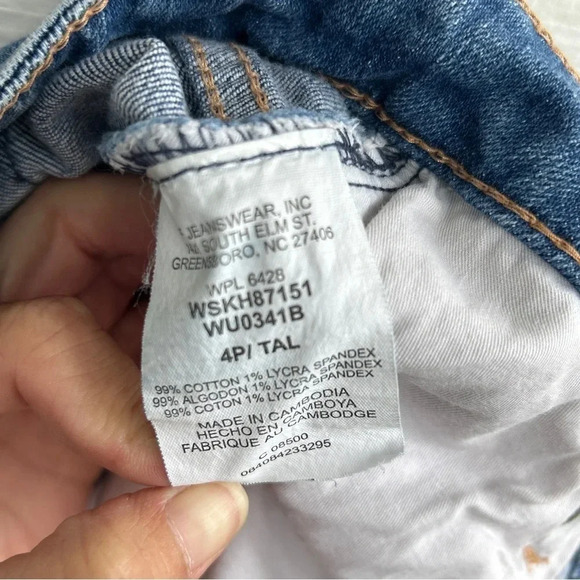 JEANSWEAR, INC
SOUTH ELM ST.
GREENSBORO, NC 27406
WPL 6428
WSKH87151
WU0341B
4P/ TAL
99% COTTON 1% LYCRA SPANDEX
99% ALGODON 1% LYCRA SPANDEX
99% COTON 1% LYCRA SPANDEX
MADE IN CAMBODIA
HECHO EN CAMBOYA
FABRIQUE AU CAMBODGE
C 08500
084084233295